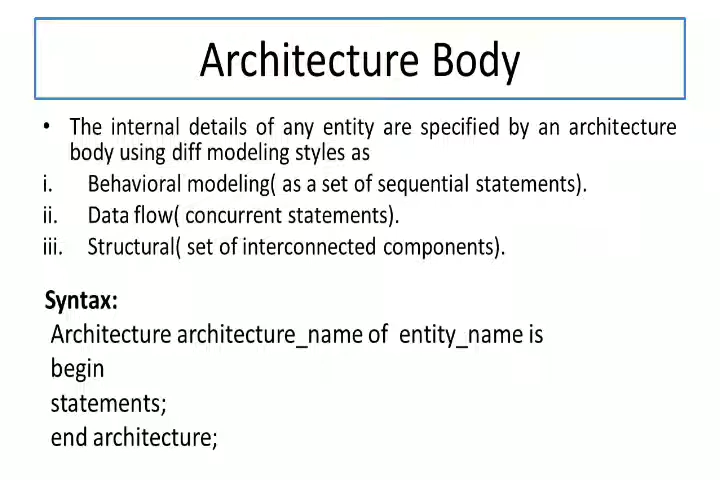 Architecture Body
• The internal details of any entity are specified by an architecture
body using diff modeling styles as
i. Behavioral modeling( as a set of sequential statements).
ii. Data flow( concurrent statements).
iii. Structural( set of interconnected components).
Syntax:
Architecture architecture_name of entity_name is
begin
statements;
end architecture;